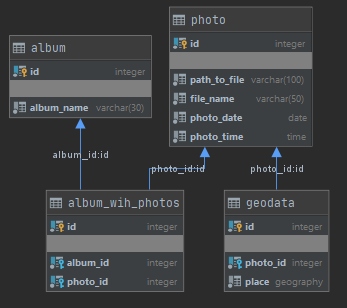 photo
id integer
path_to_file varchar(100)
file_name varchar(50)
photo_date date
photo_time time
album
id integer
album_name varchar(30)
album_id:id
photo_id:id
photo_id:id
album_wih_photos
id integer
album_id integer
photo_id integer
geodata
id integer
photo_id integer
place geography